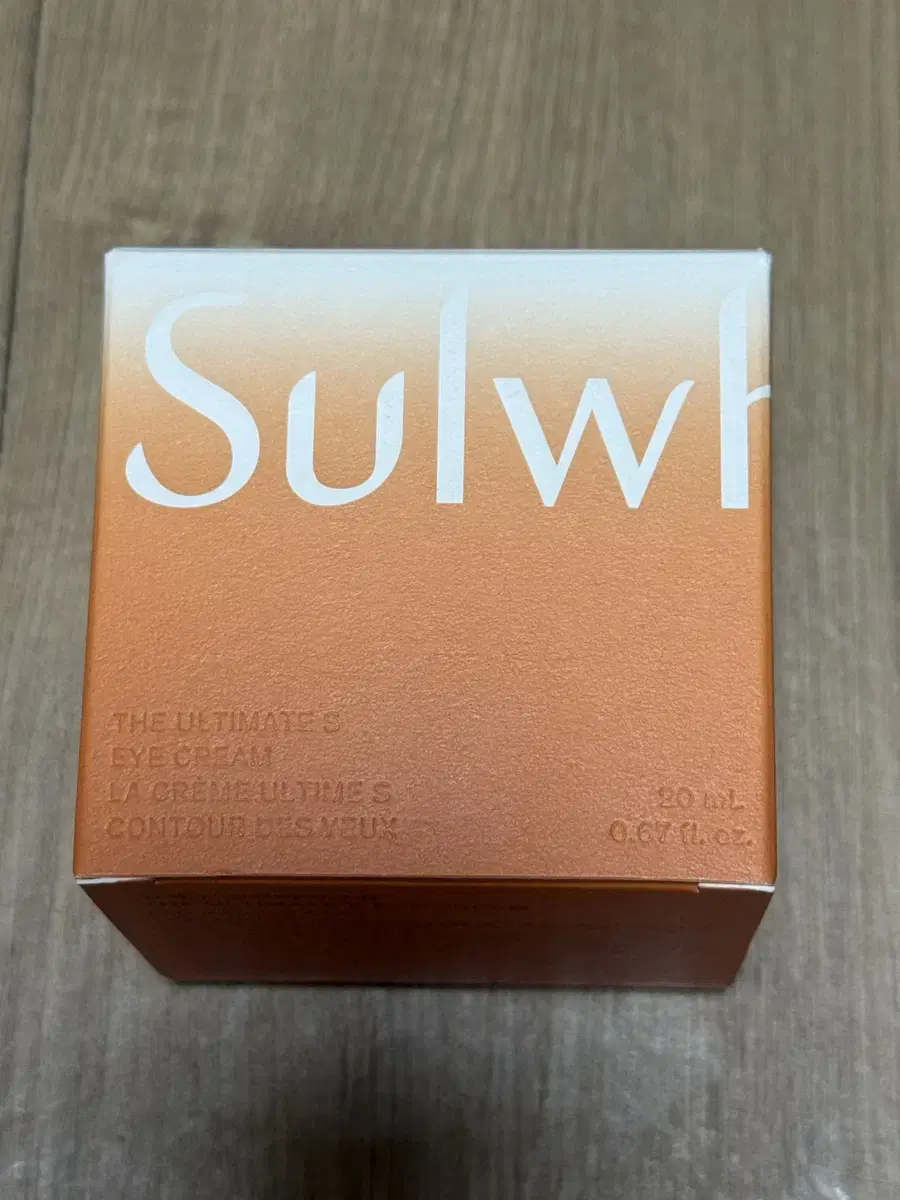 Sulwh
THE ULTIMATE S
EYE CREAM
LA CRÈME ULTIME S
CONTOUR DES YEUX
20 mL
0.67 fl. oz.